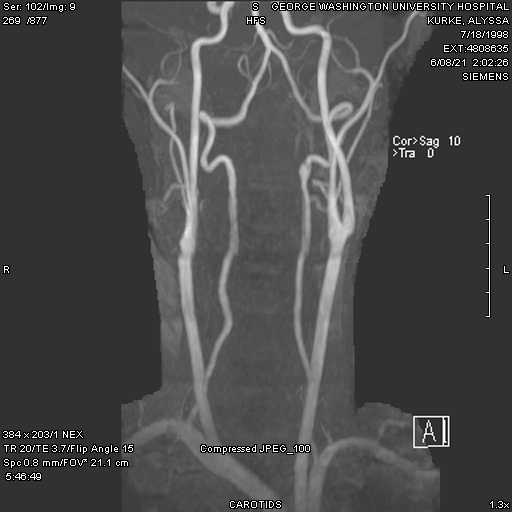 Ser: 102/Img: 9
269 /877
S
HFS
GEORGE WASHINGTON UNIVERSITY HOSPITAL
KURKE, ALYSSA
7/18/1998
EXT:4808635
6/08/21 2:02:26
SIEMENS
Cor>Sag 10
>Tra 0
R
L
A
384 x 203/1 NEX
TR 20/TE 3.7/Flip Angle 15
Spc 0.8 mm/FOV* 21.1 cm
5:46:49
Compressed JPEG_100
CAROTIDS
1.3x